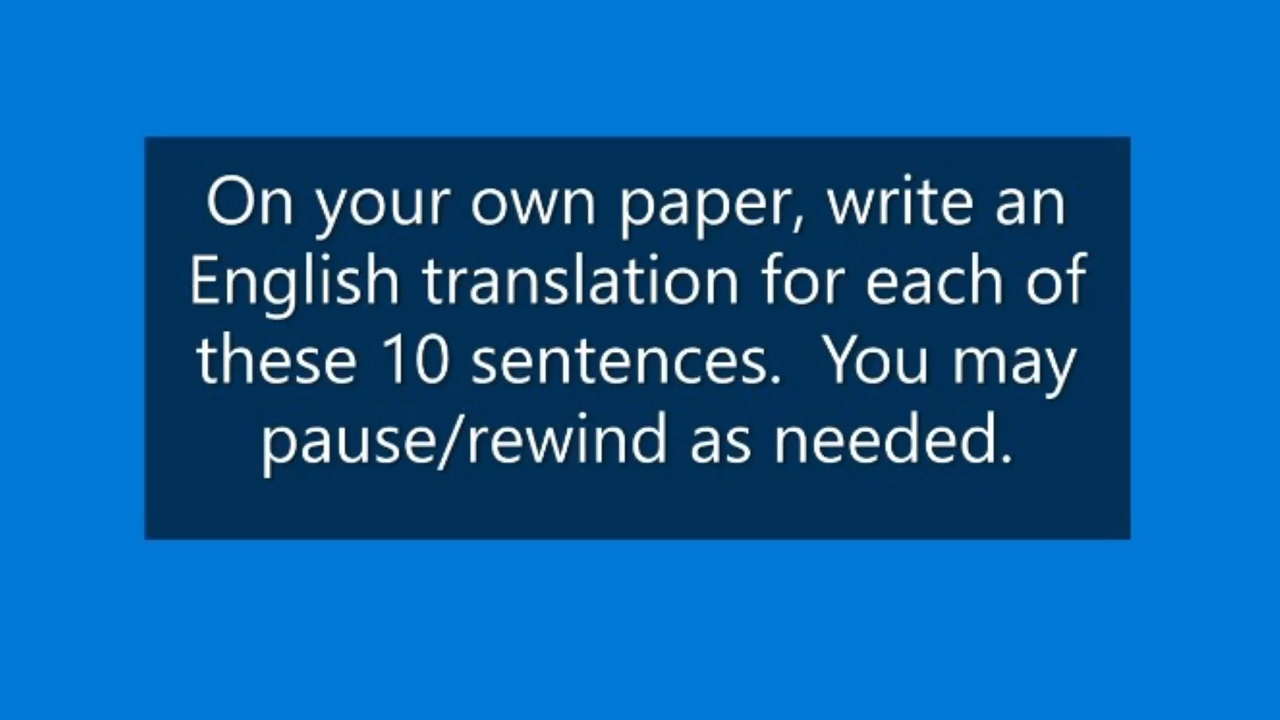 On your own paper, write an
English translation for each of
these 10 sentences.  You may
pause/rewind as needed.